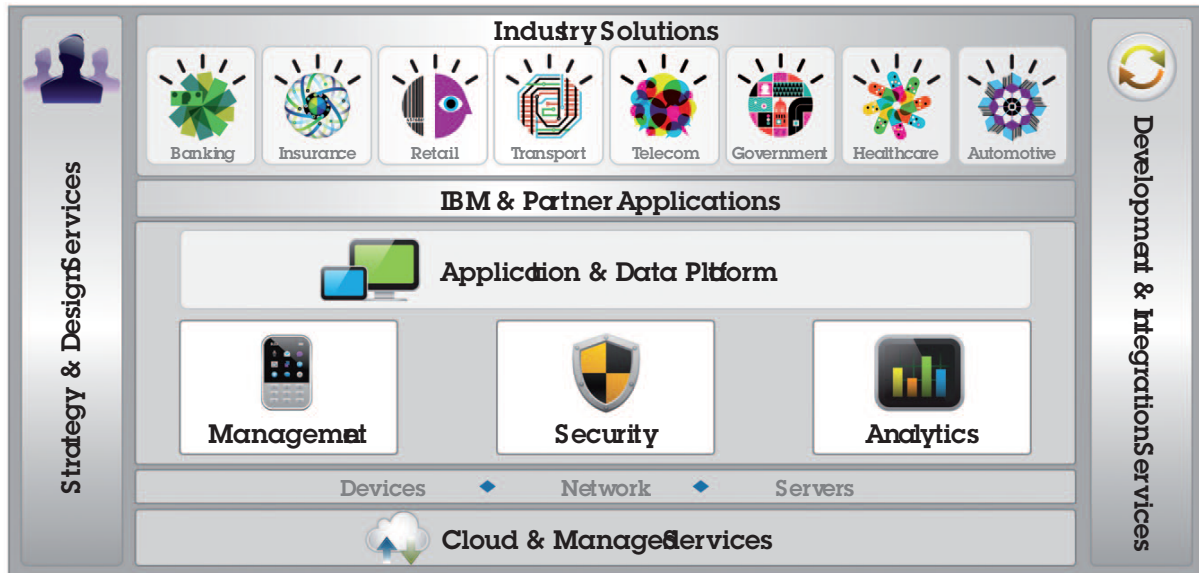 Industry Solutions
Banking
Insurance
Retail
Transport
Telecom
Government
Healthcare
Automotive
IBM & Partner Applications
Application & Data Platform
Management
Security
Analytics
Devices ◆ Network ◆ Servers
Cloud & Managed Services
Strategy & Design Services
Development & Integration Services